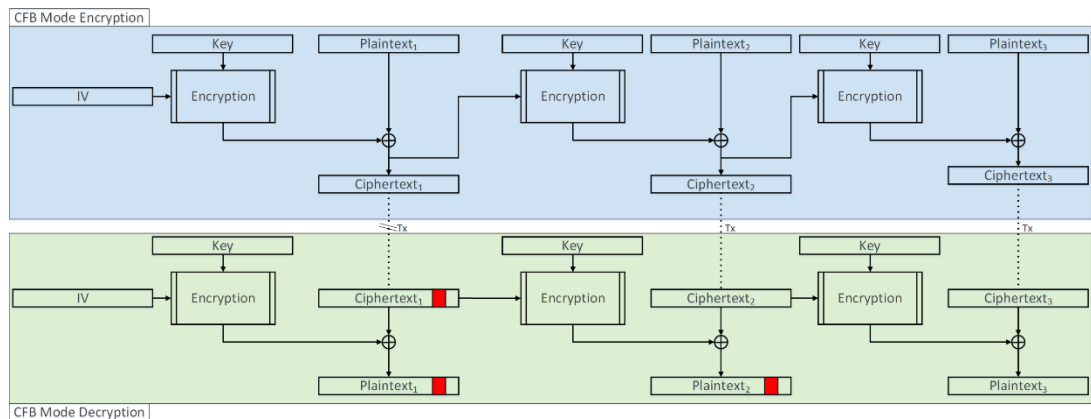 CFB Mode Encryption
Key Plaintext₁ Key Plaintext₂ Key Plaintext₃
IV Encryption Encryption Encryption
Ciphertext₁ Ciphertext₂ Ciphertext₃
Tx Tx Tx
Key Key Key
IV Encryption Ciphertext₁ Encryption Ciphertext₂ Encryption Ciphertext₃
Plaintext₁ Plaintext₂ Plaintext₃
CFB Mode Decryption